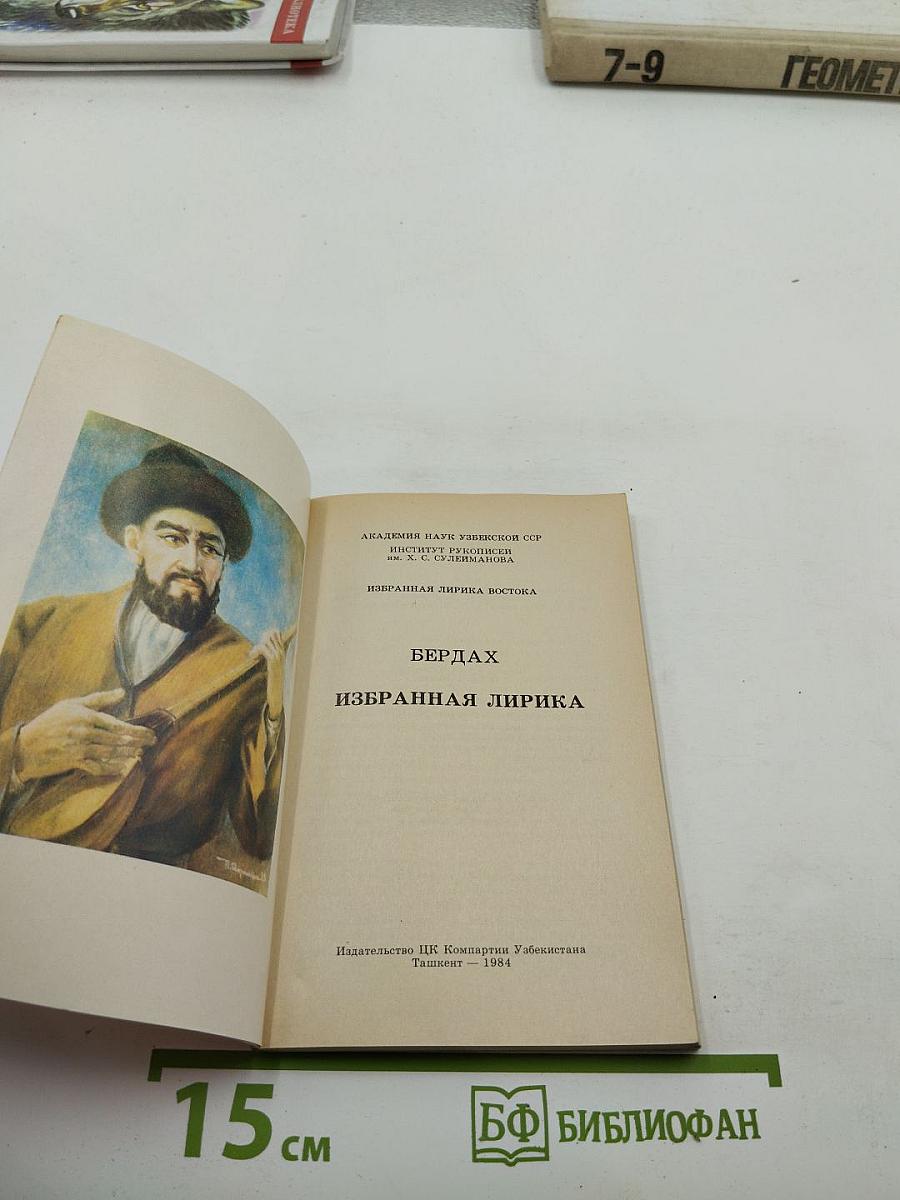 БЛИОТЕКА
7-9
ГЕОМЕТ
АКАДЕМИЯ НАУК УЗБЕКСКОЙ ССР
ИНСТИТУТ РУКОПИСЕЙ
им. Х. С. СУЛЕЙМАНОВА
ИЗБРАННАЯ ЛИРИКА ВОСТОКА
БЕРДАХ
ИЗБРАННАЯ ЛИРИКА
Издательство ЦК Компартии Узбекистана
Ташкент — 1984
15 см
БФ БИБЛИОФАН